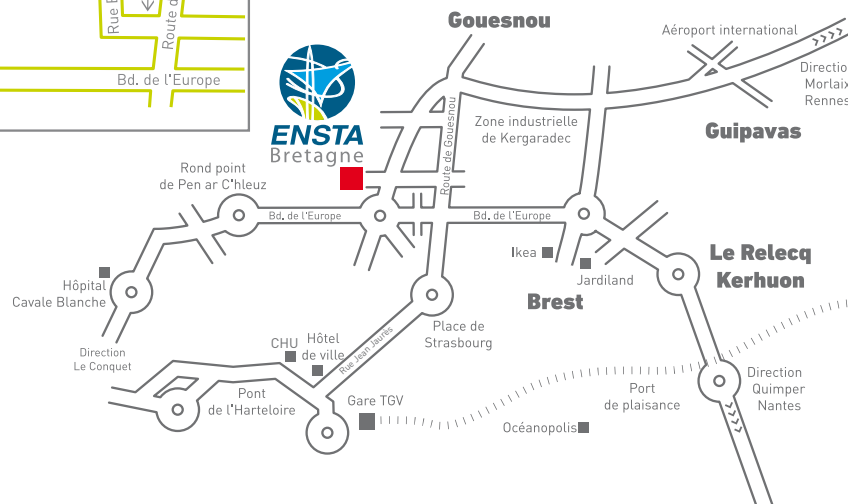 Rue
Route d
Bd. de l'Europe
ENSTA
Bretagne
Gouesnou
Aéroport international
Direction
Morlaix
Rennes
Zone industrielle
de Kergaradec
Guipavas
Route de Gouesnou
Rond point
de Pen ar C'hleuz
Bd. de l'Europe
Bd. de l'Europe
Ikea
Jardiland
Le Relecq
Kerhuon
Brest
Hôpital
Cavale Blanche
Direction
Le Conquet
Place de
Strasbourg
CHU
Hôtel
de ville
Rue Jean Jaurès
Pont
de l'Harteloire
Gare TGV
Port
de plaisance
Direction
Quimper
Nantes
Océanopolis